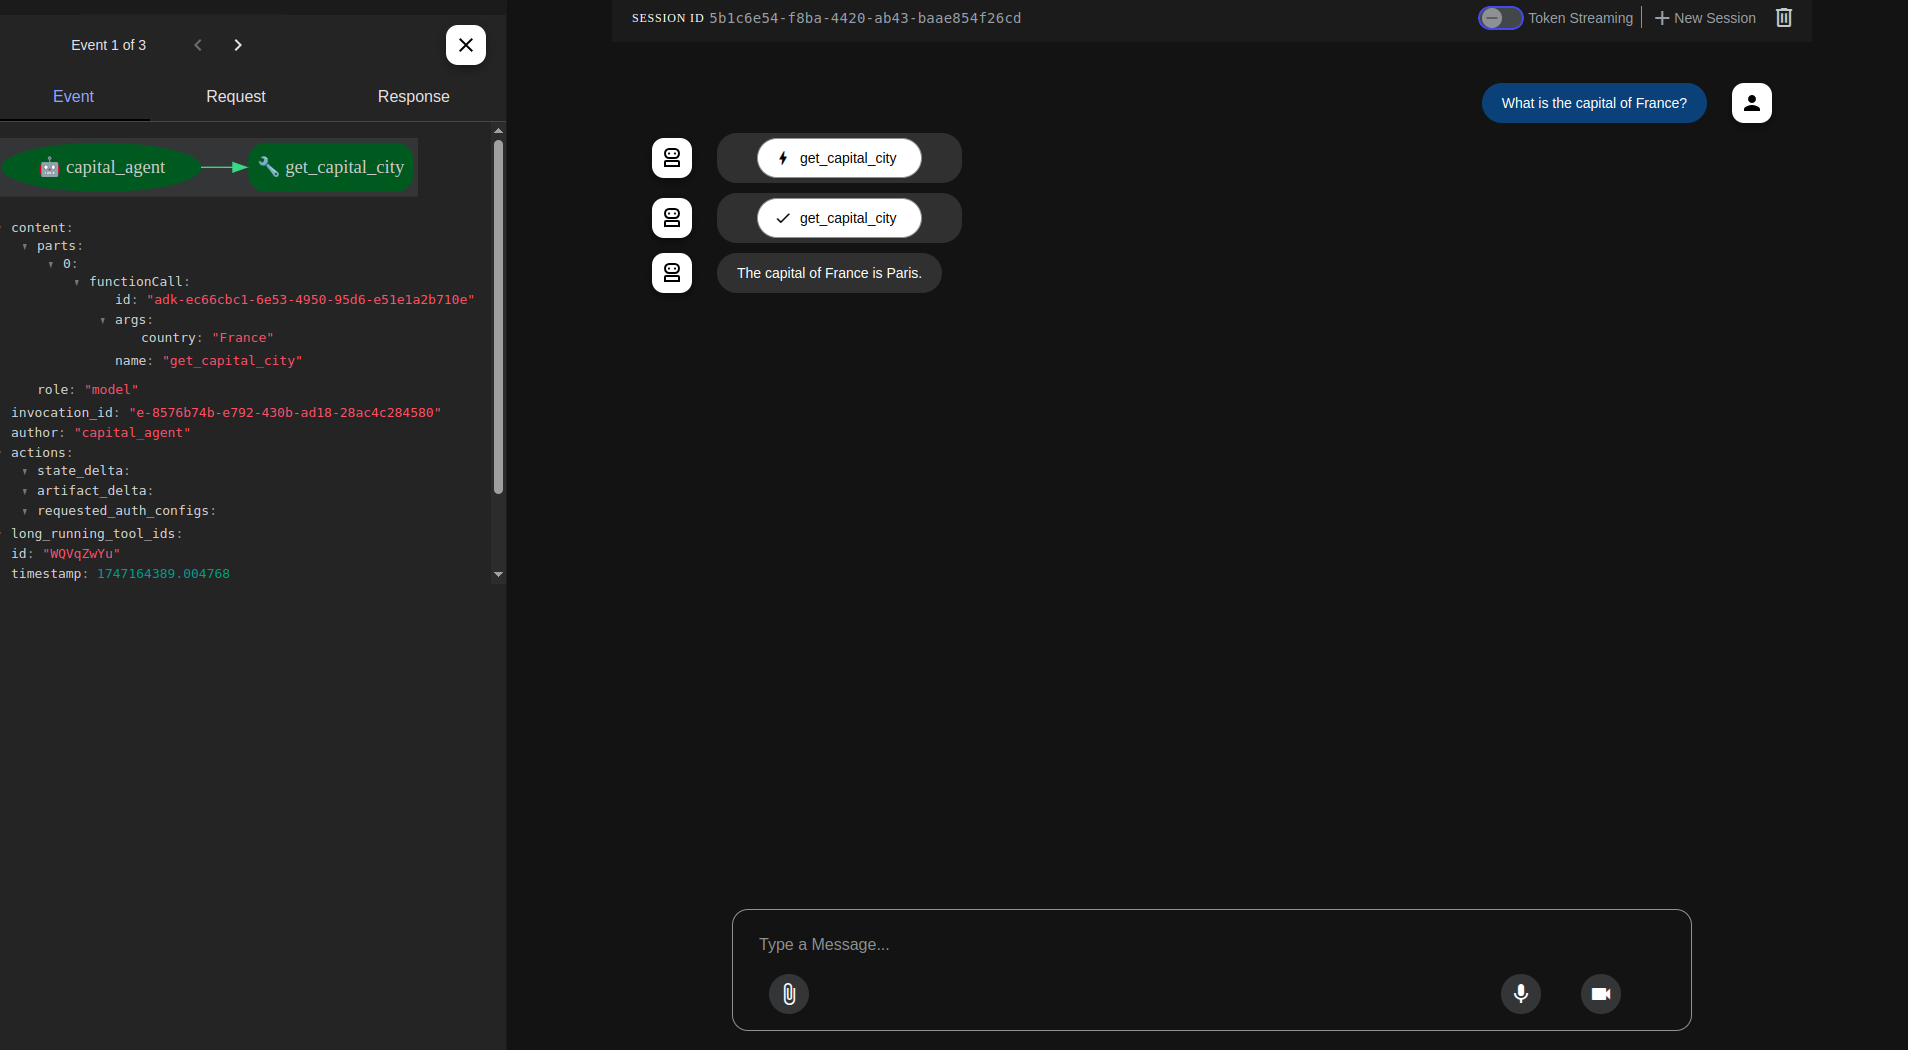 Event 1 of 3
Event Request Response
capital_agent get_capital_city
content:
parts:
0:
functionCall:
id: "adk-ec66cbc1-6e53-4950-95d6-e51e1a2b710e"
args:
country: "France"
name: "get_capital_city"
role: "model"
invocation_id: "e-8576b74b-e792-430b-ad18-28ac4c284580"
author: "capital_agent"
actions:
state_delta:
artifact_delta:
requested_auth_configs:
long_running_tool_ids:
id: "WQVqZwYu"
timestamp: 1747164389.004768
SESSION ID 5b1c6e54-f8ba-4420-ab43-baae854f26cd
Token Streaming New Session
What is the capital of France?
get_capital_city
get_capital_city
The capital of France is Paris.
Type a Message...